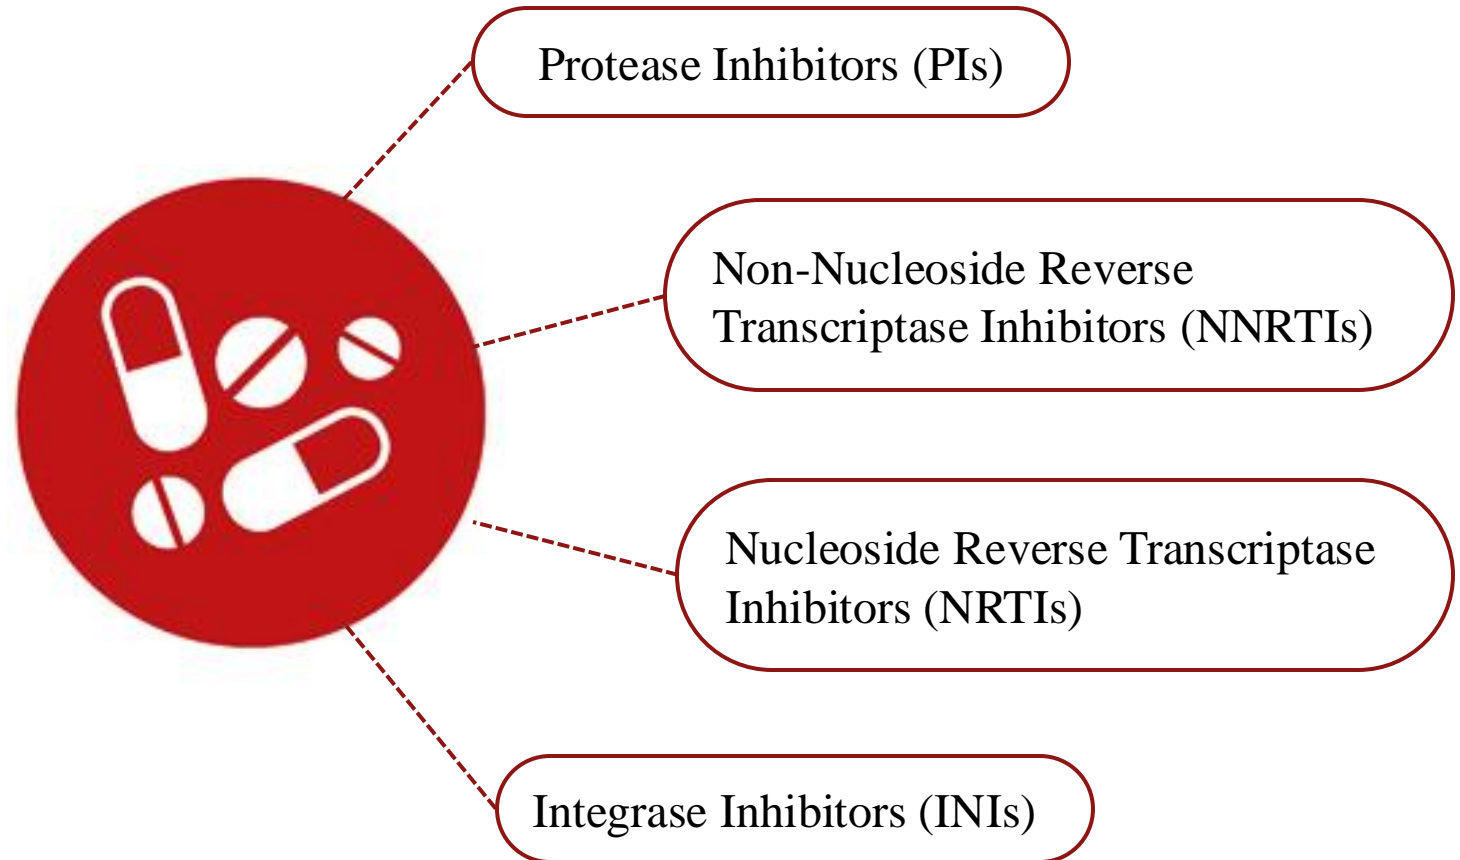 Protease Inhibitors (PIs)
Non-Nucleoside Reverse
Transcriptase Inhibitors (NNRTIs)
Nucleoside Reverse Transcriptase
Inhibitors (NRTIs)
Integrase Inhibitors (INIs)